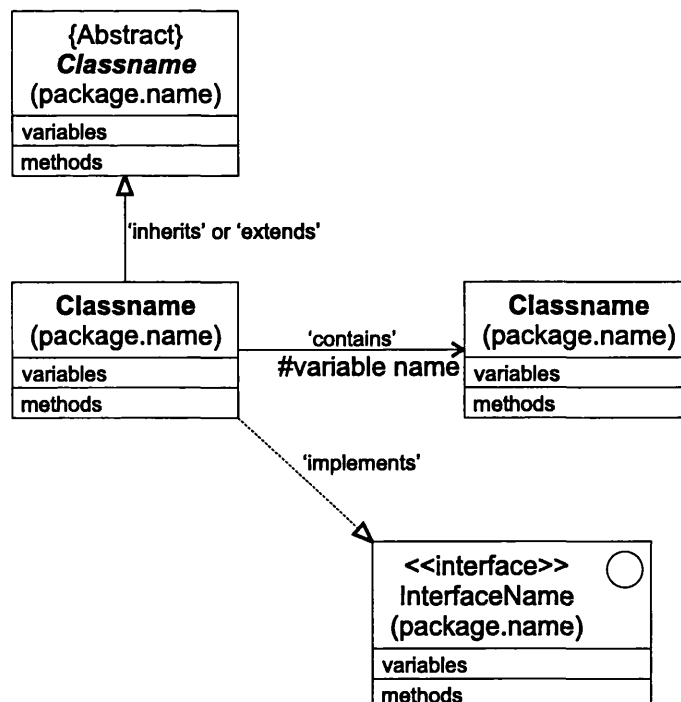 {Abstract}
Classname
(package.name)
variables
methods
‘inherits’ or ‘extends’
Classname
(package.name)
variables
methods
‘contains’
#variable name
Classname
(package.name)
variables
methods
‘implements’
<<interface>>
InterfaceName
(package.name)
variables
methods